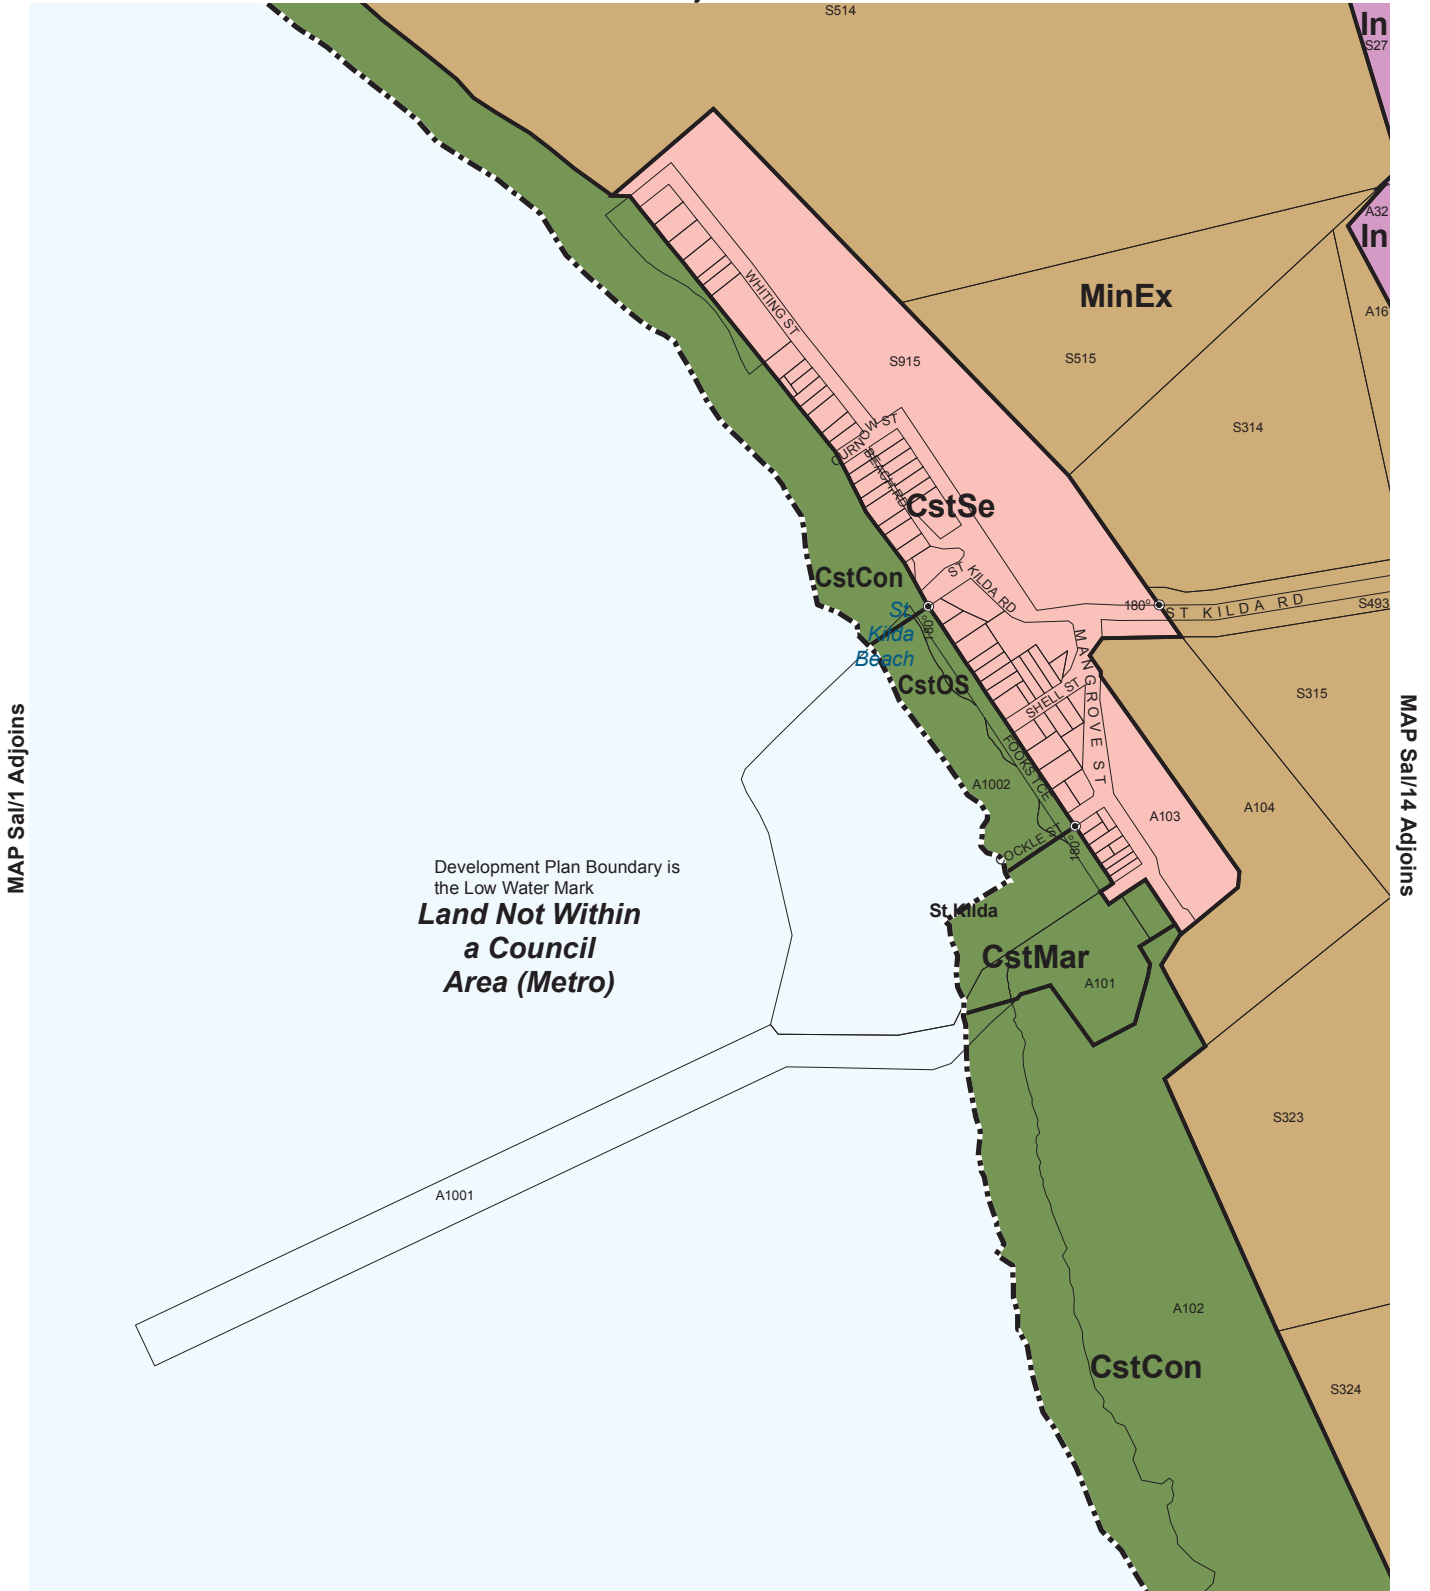 S514
In
S27
A32
In
MinEx
A16
WHITING ST
S915
S515
S314
CURNOW ST
BEACH RD
CstSe
CstCon
ST KILDA RD
St
Kilda
Beach
180°
180°
ST KILDA RD
S493
MANGROVE ST
CstOS
SHELL ST
S315
MAP Sal/1 Adjoins
MAP Sal/14 Adjoins
FOOKS TCE
A1002
A103
A104
COCKLE ST
180°
Development Plan Boundary is
the Low Water Mark
Land Not Within
a Council
Area (Metro)
St Kilda
CstMar
A101
S323
A1001
A102
CstCon
S324